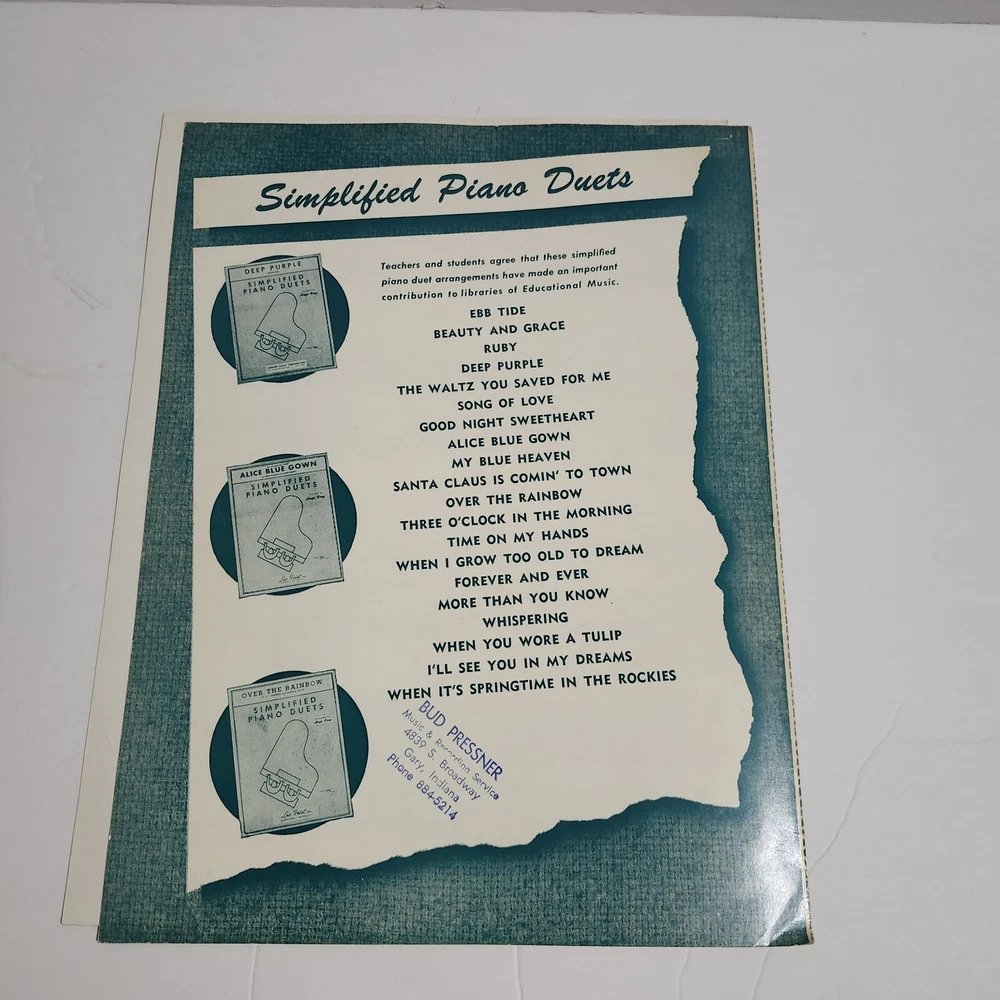 Simplified Piano Duets
Teachers and students agree that these simplified
piano duet arrangements have made an important
contribution to libraries of Educational Music.
EBB TIDE
BEAUTY AND GRACE
RUBY
DEEP PURPLE
THE WALTZ YOU SAVED FOR ME
SONG OF LOVE
GOOD NIGHT SWEETHEART
ALICE BLUE GOWN
MY BLUE HEAVEN
SANTA CLAUS IS COMIN' TO TOWN
OVER THE RAINBOW
THREE O'CLOCK IN THE MORNING
TIME ON MY HANDS
WHEN I GROW TOO OLD TO DREAM
FOREVER AND EVER
MORE THAN YOU KNOW
WHISPERING
WHEN YOU WORE A TULIP
I'LL SEE YOU IN MY DREAMS
WHEN IT'S SPRINGTIME IN THE ROCKIES
DEEP PURPLE
SIMPLIFIED
PIANO DUETS
ALICE BLUE GOWN
SIMPLIFIED
PIANO DUETS
Leo Feist
OVER THE RAINBOW
SIMPLIFIED
PIANO DUETS
Leo Feist
BUD PRESSNER
Music & Recording Service
4839 S. Broadway
Gary, Indiana
Phone 884-5214